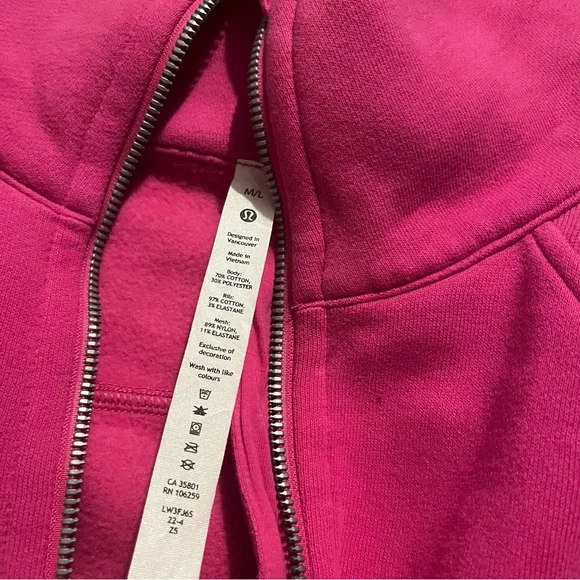 M/L
Designed in
Vancouver
Made in
Vietnam
Body:
70% COTTON,
30% POLYESTER
Rib:
97% COTTON,
3% ELASTANE
Mesh:
89% NYLON,
11% ELASTANE
Exclusive of
decoration
Wash with like
colours
CA 35801
RN 106259
LW3FJ6S
22-4
Z5